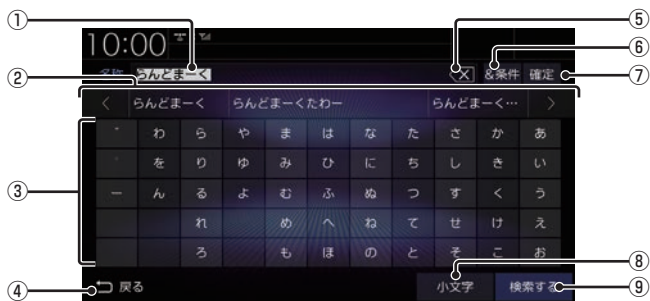 ① ⑤ ⑥
10:00
② 名称 らんどまーく &条件 確定 ⑦
< らんどまーく らんどまーくたわー らんどまーく… >
゛ わ ら や ま は な た さ か あ
゜ を り ゆ み ひ に ち し き い
③ ー ん る よ む ふ ぬ つ す く う
れ め へ ね て せ け え
ろ も ほ の と そ こ お
⑧
④ 戻る 小文字 検索する ⑨